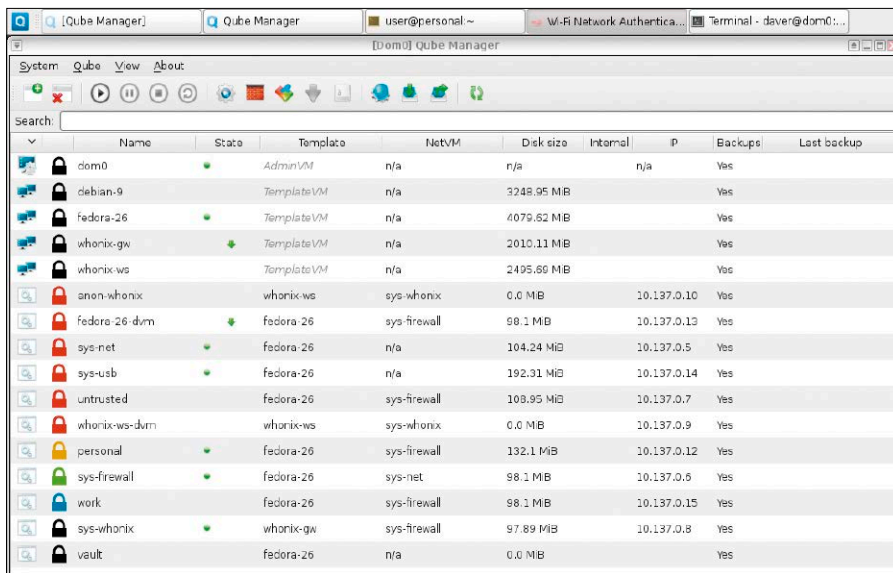 [Qube Manager] Qube Manager user@personal:~ Wi-Fi Network Authentica... Terminal - daver@dom0:...
[Dom0] Qube Manager
System Qube View About
Search:
Name State Template NetVM Disk size Internal IP Backups Last backup
dom0 AdminVM n/a n/a n/a Yes
debian-9 TemplateVM n/a 3248.95 MiB Yes
fedora-26 TemplateVM n/a 4079.62 MiB Yes
whonix-gw TemplateVM n/a 2010.11 MiB Yes
whonix-ws TemplateVM n/a 2495.69 MiB Yes
anon-whonix whonix-ws sys-whonix 0.0 MiB 10.137.0.10 Yes
fedora-26-dvm fedora-26 sys-firewall 98.1 MiB 10.137.0.13 Yes
sys-net fedora-26 n/a 104.24 MiB 10.137.0.5 Yes
sys-usb fedora-26 n/a 192.31 MiB 10.137.0.14 Yes
untrusted fedora-26 sys-firewall 108.95 MiB 10.137.0.7 Yes
whonix-ws-dvm whonix-ws sys-whonix 0.0 MiB 10.137.0.9 Yes
personal fedora-26 sys-firewall 132.1 MiB 10.137.0.12 Yes
sys-firewall fedora-26 sys-net 98.1 MiB 10.137.0.6 Yes
work fedora-26 sys-firewall 98.1 MiB 10.137.0.15 Yes
sys-whonix whonix-gw sys-firewall 97.89 MiB 10.137.0.8 Yes
vault fedora-26 n/a 0.0 MiB Yes